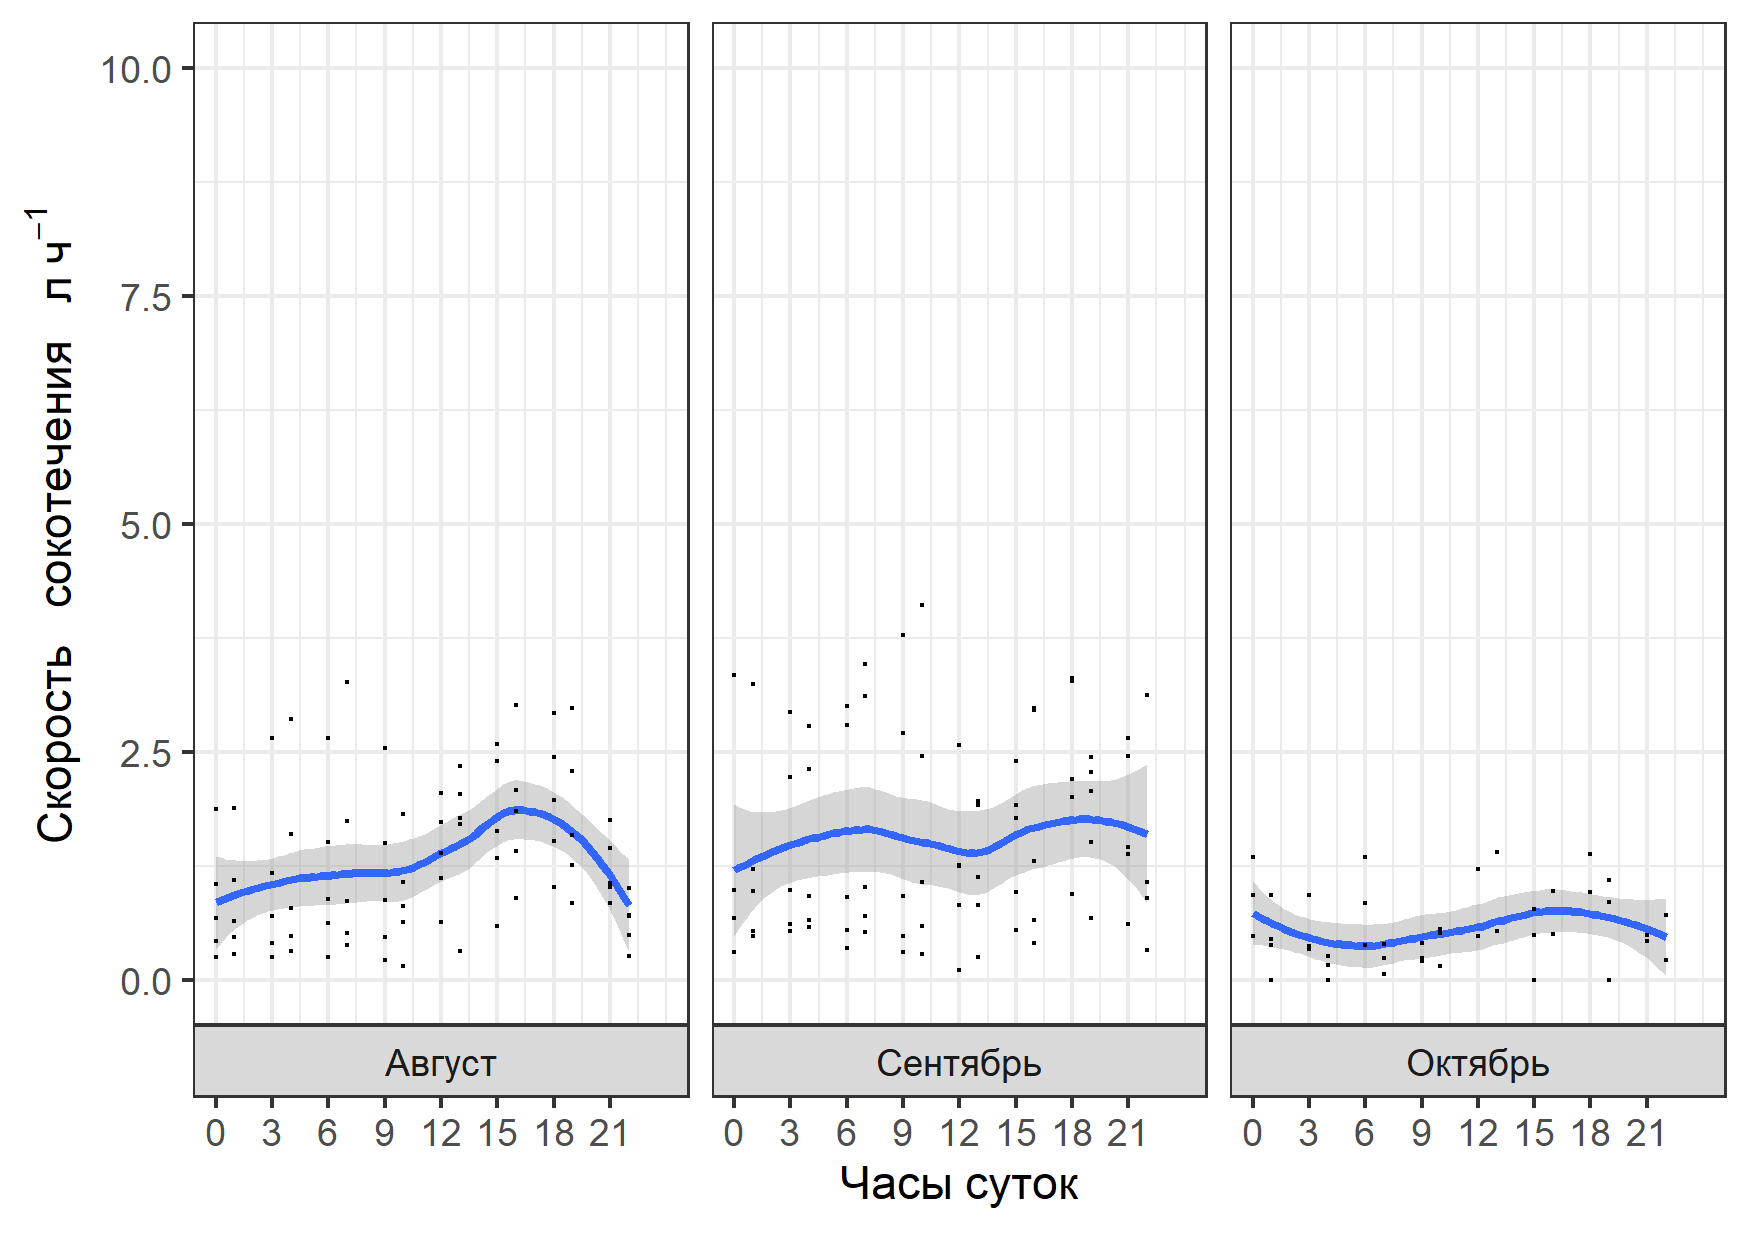 Скорость сокотечения л ч⁻¹
10.0
7.5
5.0
2.5
0.0
Август Сентябрь Октябрь
0 3 6 9 12 15 18 21 0 3 6 9 12 15 18 21 0 3 6 9 12 15 18 21
Часы суток